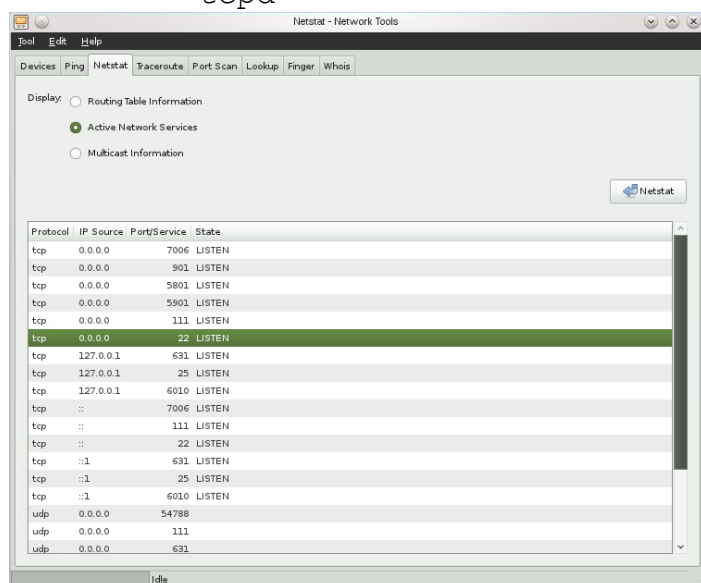 Netstat - Network Tools
Tool Edit Help
Devices Ping Netstat Traceroute Port Scan Lookup Finger Whois
Display:
Routing Table Information
Active Network Services
Multicast Information
Netstat
Protocol IP Source Port/Service State
tcp 0.0.0.0 7006 LISTEN
tcp 0.0.0.0 901 LISTEN
tcp 0.0.0.0 5801 LISTEN
tcp 0.0.0.0 5901 LISTEN
tcp 0.0.0.0 111 LISTEN
tcp 0.0.0.0 22 LISTEN
tcp 127.0.0.1 631 LISTEN
tcp 127.0.0.1 25 LISTEN
tcp 127.0.0.1 6010 LISTEN
tcp :: 7006 LISTEN
tcp :: 111 LISTEN
tcp :: 22 LISTEN
tcp ::1 631 LISTEN
tcp ::1 25 LISTEN
tcp ::1 6010 LISTEN
udp 0.0.0.0 54788
udp 0.0.0.0 111
udp 0.0.0.0 631
Idle